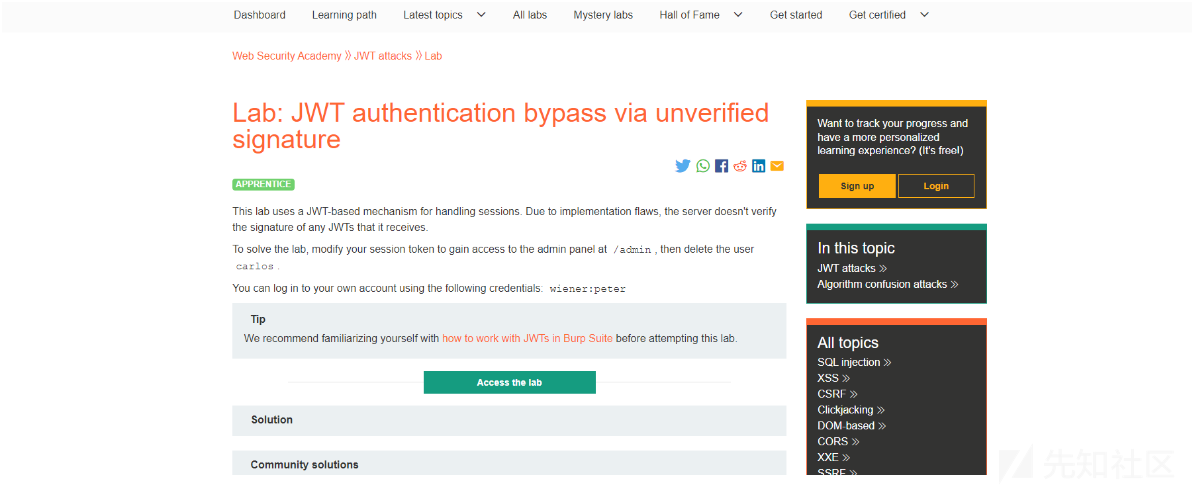 Dashboard Learning path Latest topics All labs Mystery labs Hall of Fame Get started Get certified
Web Security Academy >> JWT attacks >> Lab
Lab: JWT authentication bypass via unverified
signature
APPRENTICE
This lab uses a JWT-based mechanism for handling sessions. Due to implementation flaws, the server doesn't verify
the signature of any JWTs that it receives.
To solve the lab, modify your session token to gain access to the admin panel at /admin , then delete the user
carlos .
You can log in to your own account using the following credentials: wiener:peter
Tip
We recommend familiarizing yourself with how to work with JWTs in Burp Suite before attempting this lab.
Access the lab
Solution
Community solutions
Want to track your progress and
have a more personalized
learning experience? (It's free!)
Sign up Login
In this topic
JWT attacks >>
Algorithm confusion attacks >>
All topics
SQL injection >>
XSS >>
CSRF >>
Clickjacking >>
DOM-based >>
CORS >>
XXE >>
SSRF >>
先知社区